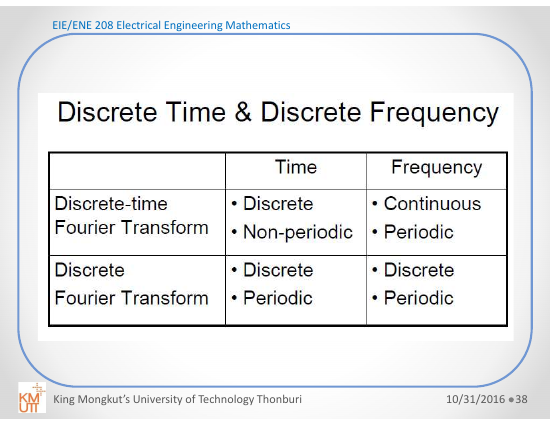 EIE/ENE 208 Electrical Engineering Mathematics
Discrete Time & Discrete Frequency
Time Frequency
Discrete-time
Fourier Transform
• Discrete
• Non-periodic
• Continuous
• Periodic
Discrete
Fourier Transform
• Discrete
• Periodic
• Discrete
• Periodic
KM
UTT
King Mongkut's University of Technology Thonburi
10/31/2016 ●38